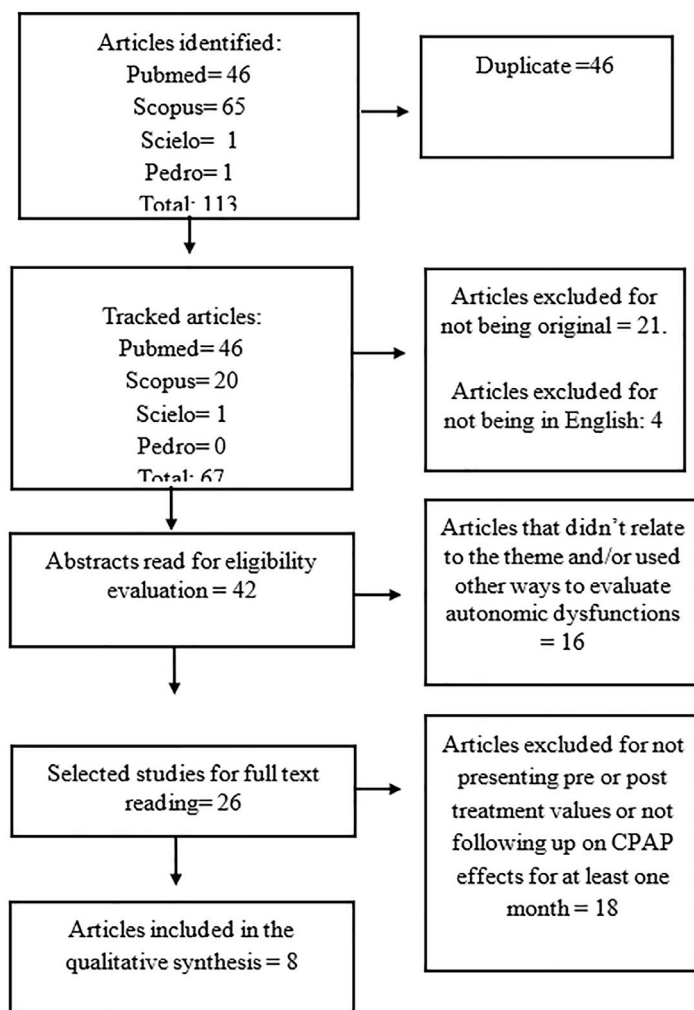 Articles identified:
Pubmed= 46
Scopus= 65
Scielo= 1
Pedro= 1
Total: 113
Duplicate =46
Tracked articles:
Pubmed= 46
Scopus= 20
Scielo= 1
Pedro= 0
Total: 67
Articles excluded for
not being original = 21.
Articles excluded for
not being in English: 4
Abstracts read for eligibility
evaluation = 42
Articles that didn't relate
to the theme and/or used
other ways to evaluate
autonomic dysfunctions
= 16
Selected studies for full text
reading= 26
Articles excluded for not
presenting pre or post
treatment values or not
following up on CPAP
effects for at least one
month = 18
Articles included in the
qualitative synthesis = 8